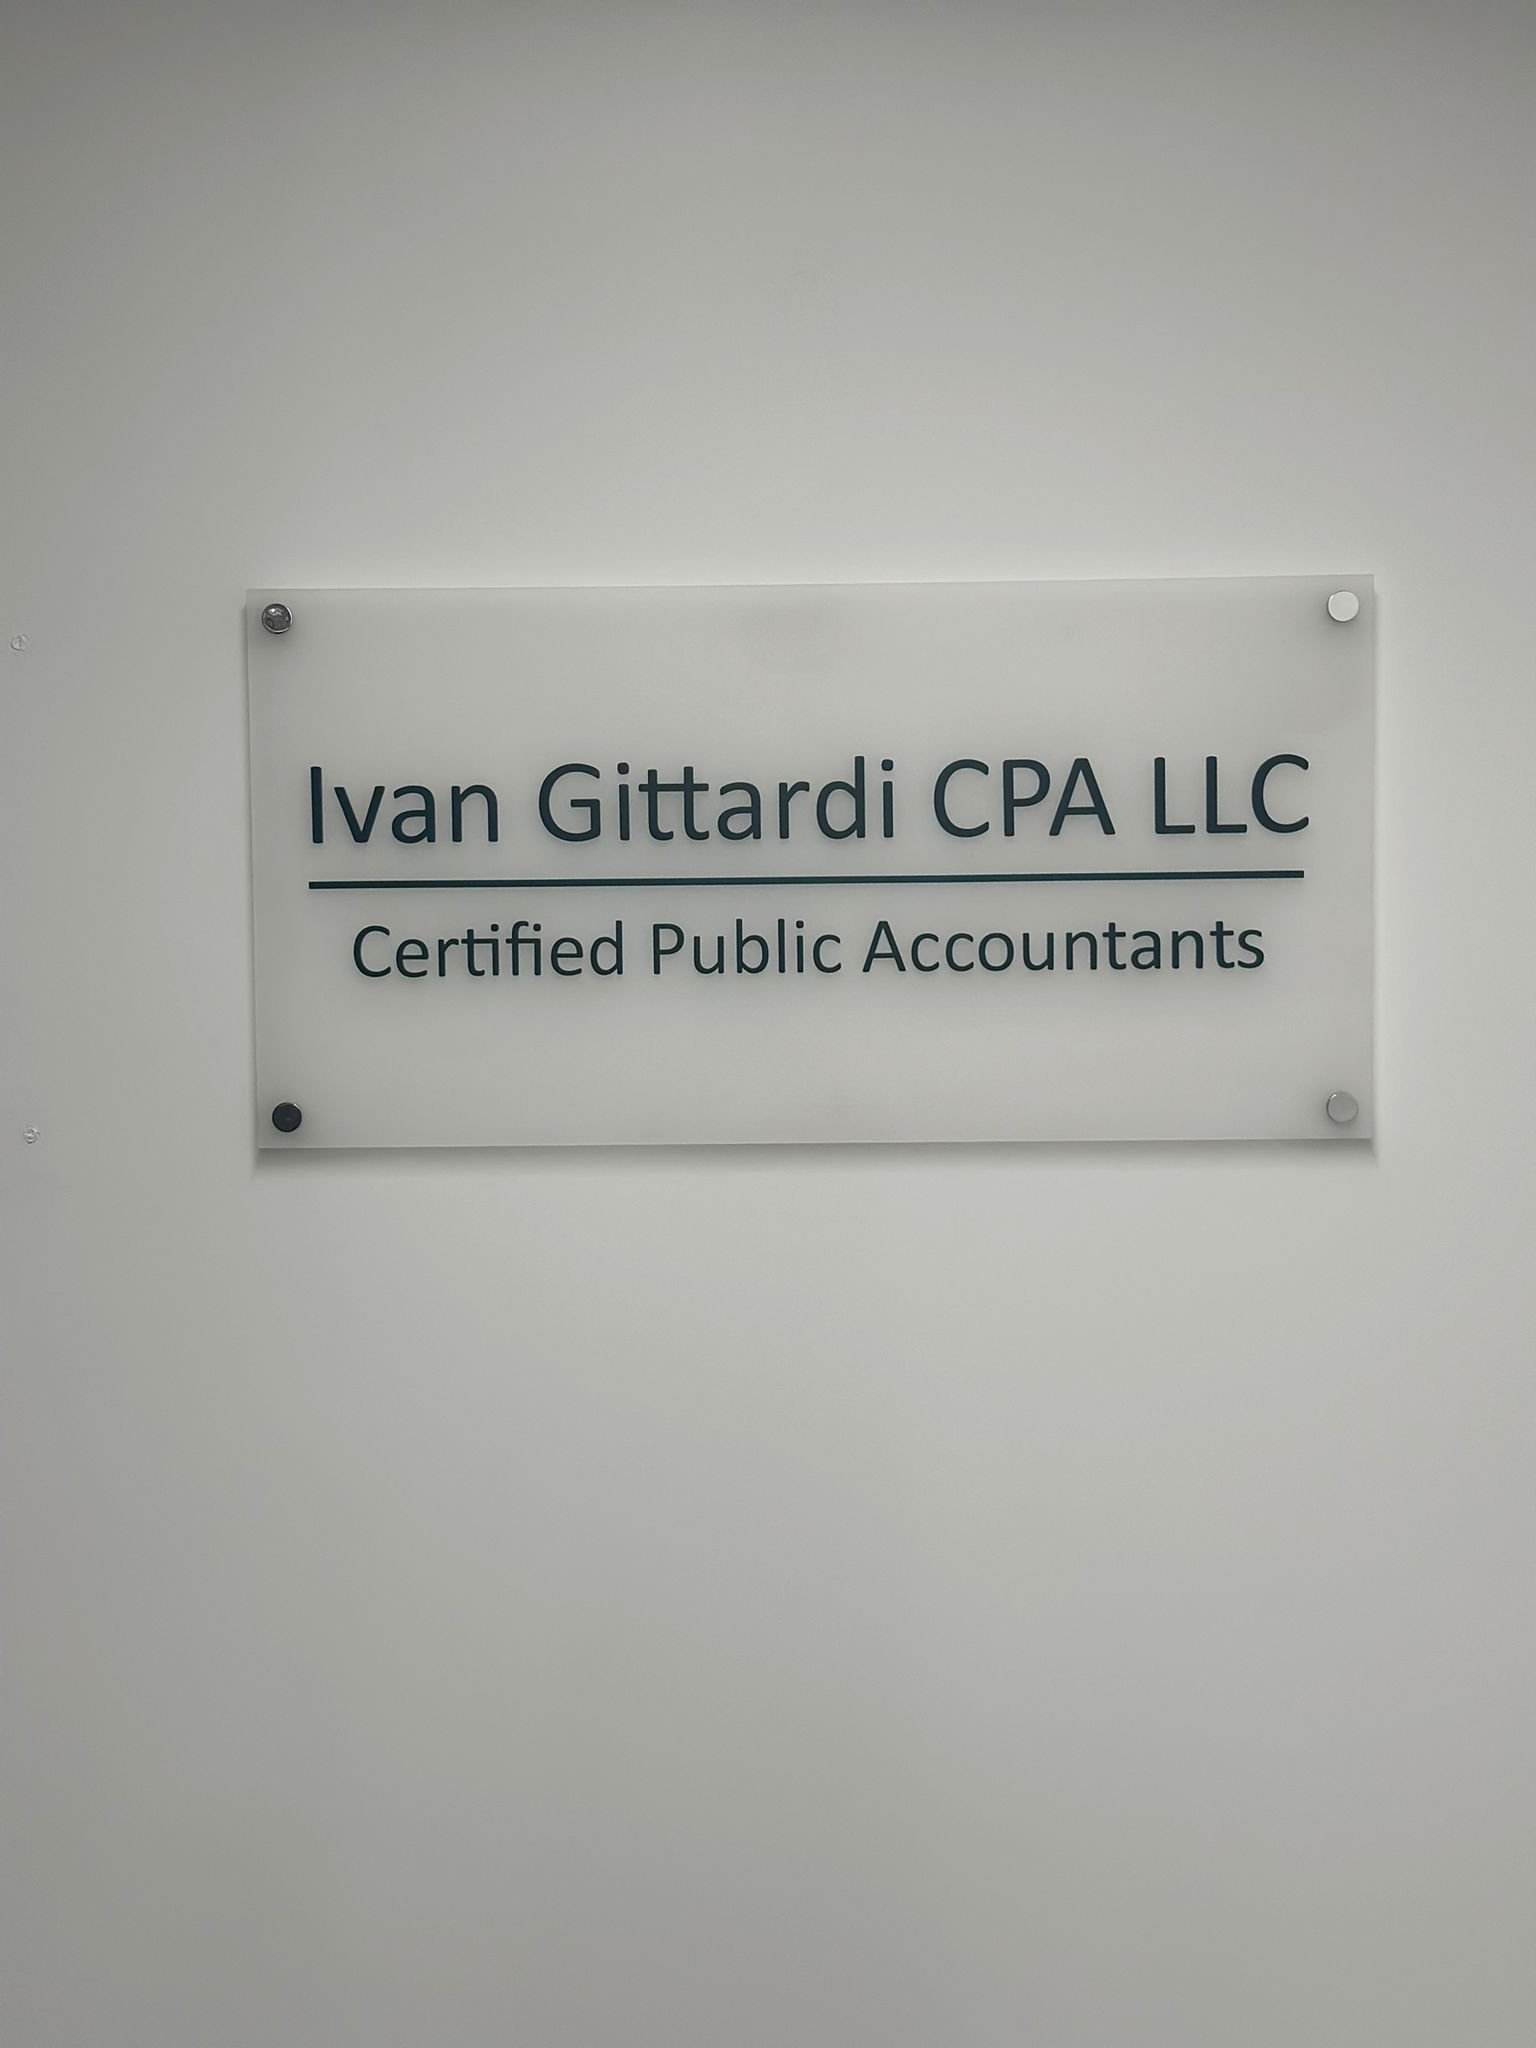 Ivan Gittardi CPA LLC
Certified Public Accountants